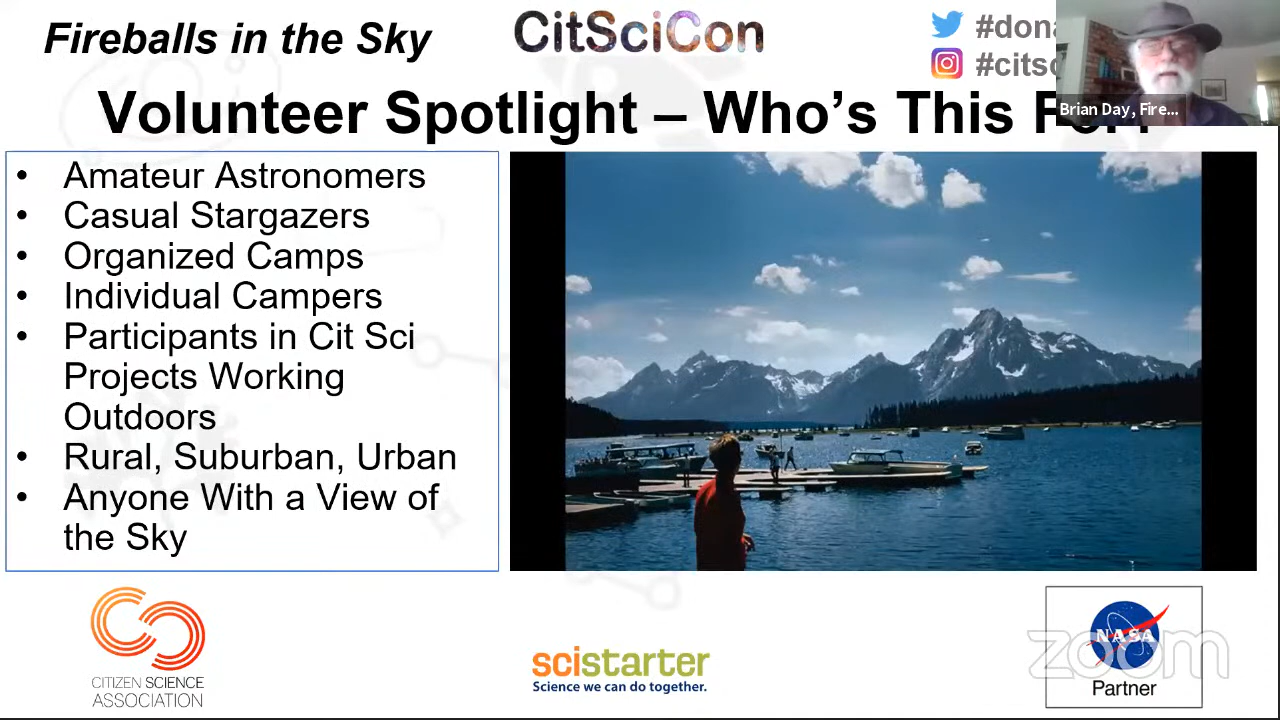 Fireballs in the Sky
CitSciCon
#dona
#citsc
Brian Day, Fire...
Volunteer Spotlight – Who's This
• Amateur Astronomers
• Casual Stargazers
• Organized Camps
• Individual Campers
• Participants in Cit Sci
Projects Working
Outdoors
• Rural, Suburban, Urban
• Anyone With a View of
the Sky
CITIZEN SCIENCE
ASSOCIATION
scistarter
Science we can do together.
NASA
zoom
Partner